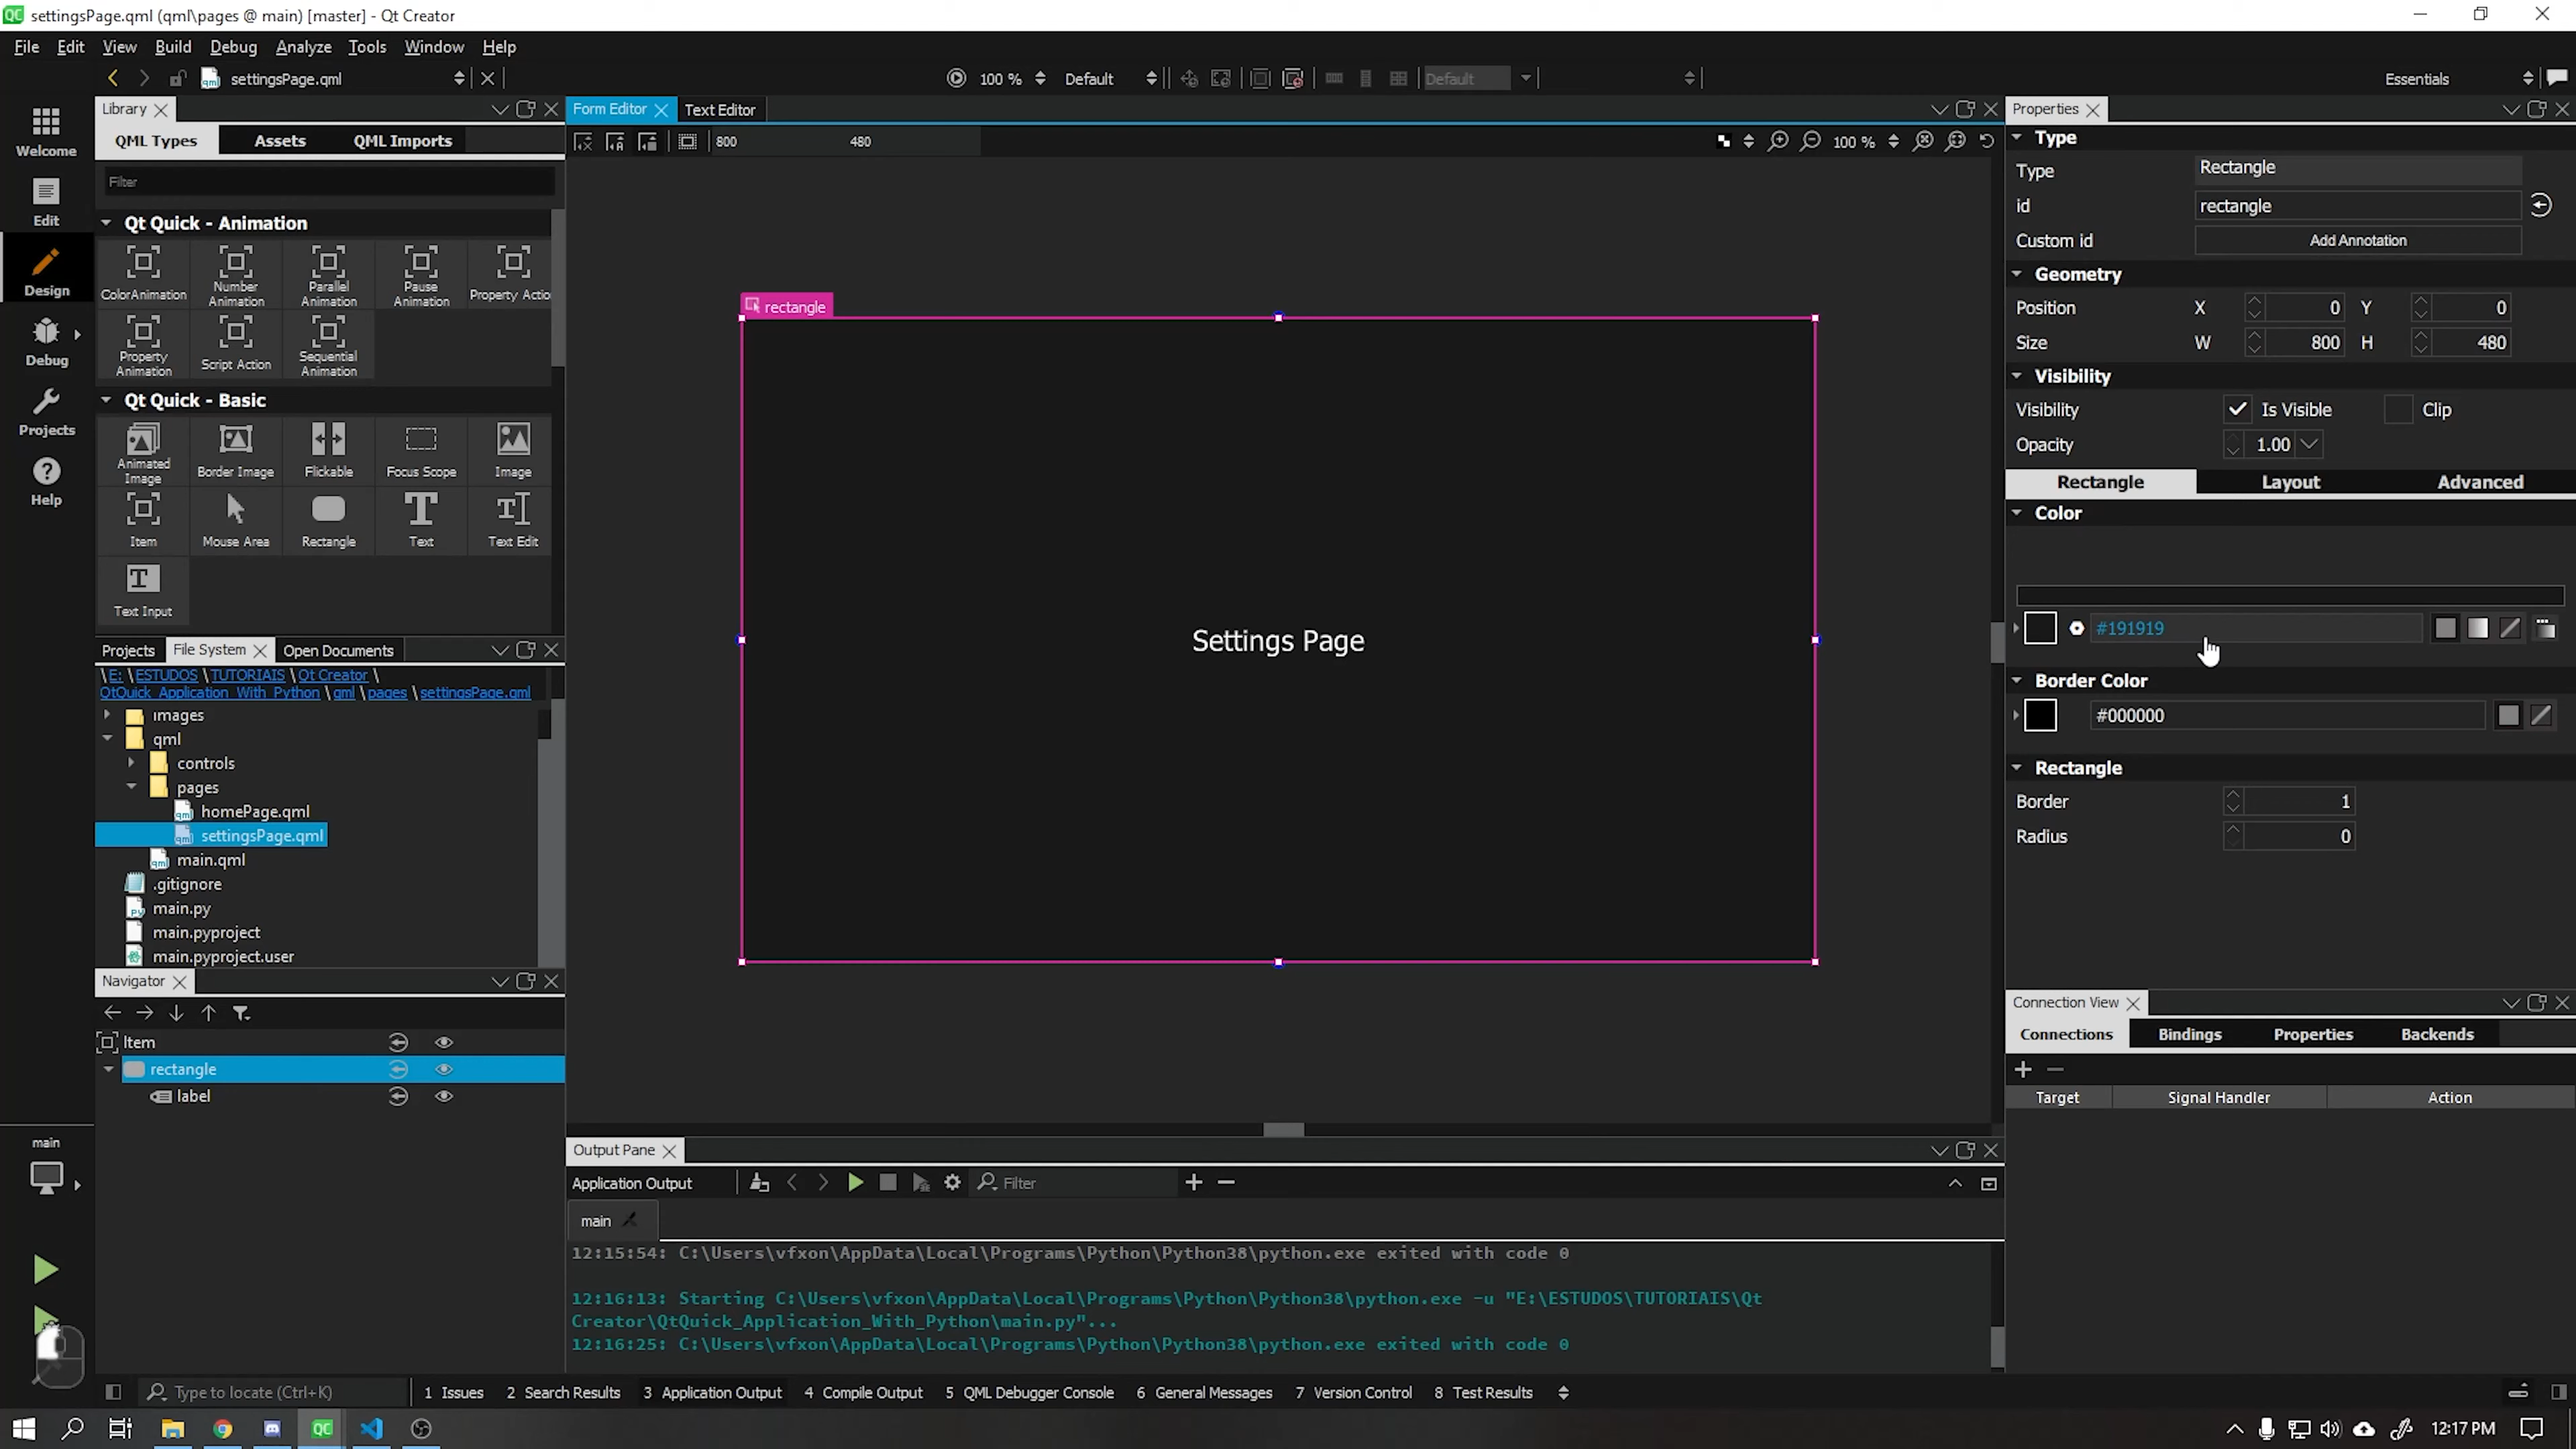 settingsPage.qml (qml\pages @ main) [master] - Qt Creator
File Edit View Build Debug Analyze Tools Window Help
settingsPage.qml 100 % Default Default Essentials
Library Form Editor Text Editor Properties
QML Types Assets QML Imports 800 480 100 % Type
Welcome
Filter
Type Rectangle
Edit
id rectangle
Custom id Add Annotation
Qt Quick - Animation
ColorAnimation
Number Animation
Parallel Animation
Pause Animation
Property Actio
Property Animation
Script Action
Sequential Animation
Geometry
Position X 0 Y 0
Size W 800 H 480
Design
Debug
Projects
Help
Visibility
Visibility Is Visible Clip
Opacity 1.00
Qt Quick - Basic
Animated Image
Border Image
Flickable
Focus Scope
Image
Item
Mouse Area
Rectangle
Text
Text Edit
Text Input
rectangle
Settings Page
Rectangle Layout Advanced
Color
#191919
Border Color
#000000
Rectangle
Border 1
Radius 0
Projects File System Open Documents
\E: \ESTUDOS \TUTORIAIS \Qt Creator \
QtQuick_Application_With_Python \qml \pages \settingsPage.qml
images
qml
controls
pages
homePage.qml
settingsPage.qml
main.qml
.gitignore
main.py
main.pyproject
main.pyproject.user
Navigator
Item
rectangle
label
Connection View
Connections Bindings Properties Backends
Target Signal Handler Action
main
Output Pane
Application Output Filter
main
12:15:54: C:\Users\vfxon\AppData\Local\Programs\Python\Python38\python.exe exited with code 0
12:16:13: Starting C:\Users\vfxon\AppData\Local\Programs\Python\Python38\python.exe -u "E:\ESTUDOS\TUTORIAIS\Qt
Creator\QtQuick_Application_With_Python\main.py"...
12:16:25: C:\Users\vfxon\AppData\Local\Programs\Python\Python38\python.exe exited with code 0
Type to locate (Ctrl+K) 1 Issues 2 Search Results 3 Application Output 4 Compile Output 5 QML Debugger Console 6 General Messages 7 Version Control 8 Test Results
12:17 PM